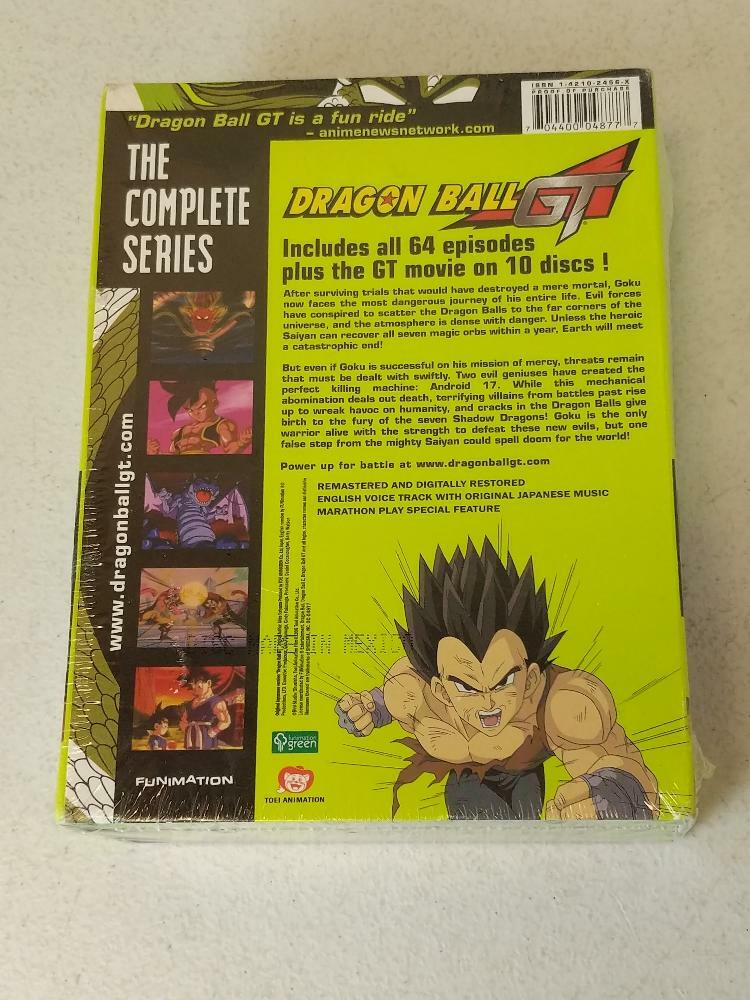 ISBN 1-4210-2456-X
PROOF OF PURCHASE
7 04400 04877 7
"Dragon Ball GT is a fun ride"
– animenewsnetwork.com
THE
COMPLETE
SERIES
DRAGON BALL GT
Includes all 64 episodes
plus the GT movie on 10 discs !
After surviving trials that would have destroyed a mere mortal, Goku
now faces the most dangerous journey of his entire life. Evil forces
have conspired to scatter the Dragon Balls to the far corners of the
universe, and the atmosphere is dense with danger. Unless the heroic
Saiyan can recover all seven magic orbs within a year, Earth will meet
a catastrophic end!
But even if Goku is successful on his mission of mercy, threats remain
that must be dealt with swiftly. Two evil geniuses have created the
perfect killing machine: Android 17. While this mechanical
abomination deals out death, terrifying villains from battles past rise
up to wreak havoc on humanity, and cracks in the Dragon Balls give
birth to the fury of the seven Shadow Dragons! Goku is the only
warrior alive with the strength to defeat these new evils, but one
false step from the mighty Saiyan could spell doom for the world!
Power up for battle at www.dragonballgt.com
REMASTERED AND DIGITALLY RESTORED
ENGLISH VOICE TRACK WITH ORIGINAL JAPANESE MUSIC
MARATHON PLAY SPECIAL FEATURE
www.dragonballgt.com
IN MEXICO
funimation
green
FUNIMATION
TOEI ANIMATION